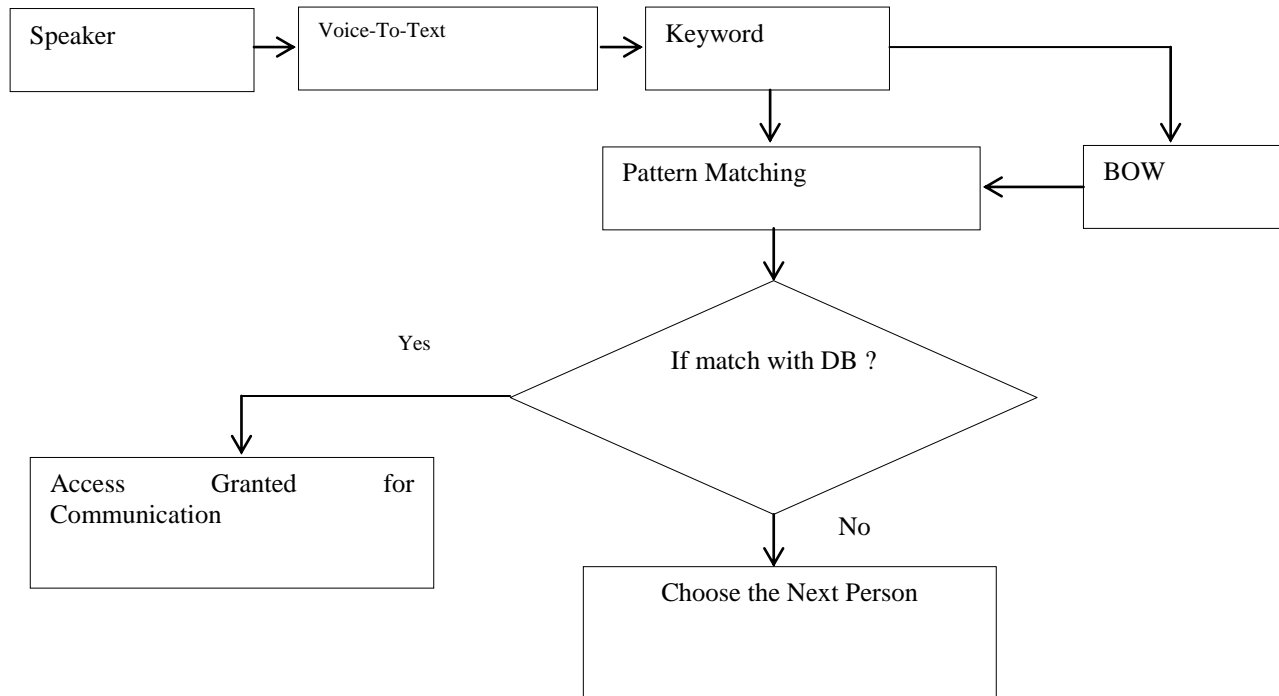 Speaker
Voice-To-Text
Keyword
Pattern Matching
BOW
If match with DB ?
Yes
Access Granted for
Communication
No
Choose the Next Person